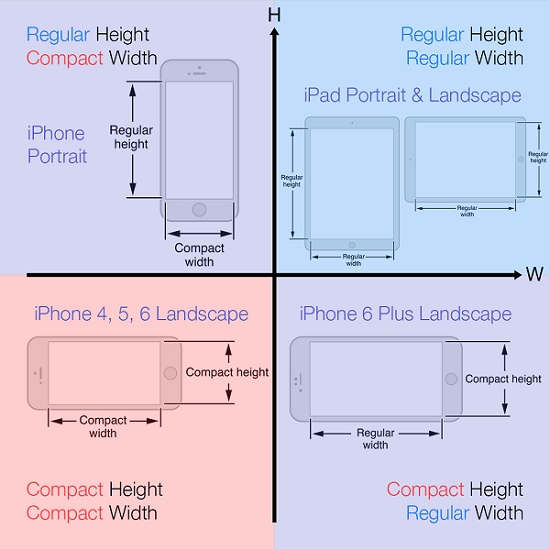 H
Regular Height
Compact Width
iPhone
Portrait
Regular
height
Compact
width
Regular Height
Regular Width
iPad Portrait & Landscape
Regular
height
Regular
width
Regular
height
Regular
width
W
iPhone 4, 5, 6 Landscape
Compact height
Compact
width
Compact Height
Compact Width
iPhone 6 Plus Landscape
Compact height
Regular
width
Compact Height
Regular Width